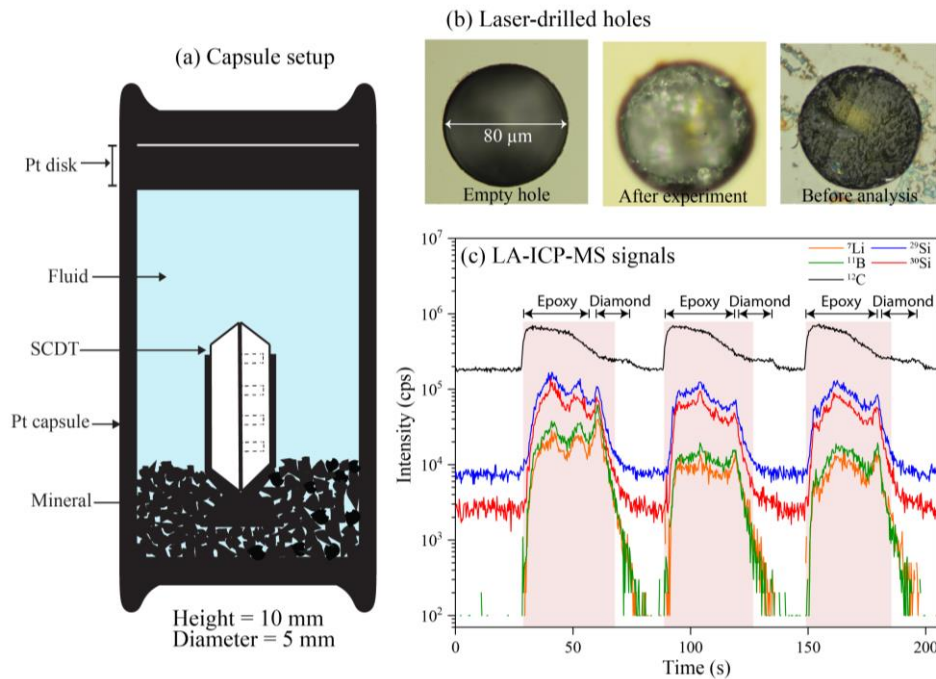 (a) Capsule setup
Pt disk
Fluid
SCDT
Pt capsule
Mineral
Height = 10 mm
Diameter = 5 mm
(b) Laser-drilled holes
80 µm
Empty hole
After experiment
Before analysis
(c) LA-ICP-MS signals
⁷Li
¹¹B
¹²C
²⁹Si
³⁰Si
Epoxy Diamond Epoxy Diamond Epoxy Diamond
10⁷
10⁶
10⁵
10⁴
10³
10²
Intensity (cps)
0 50 100 150 200
Time (s)